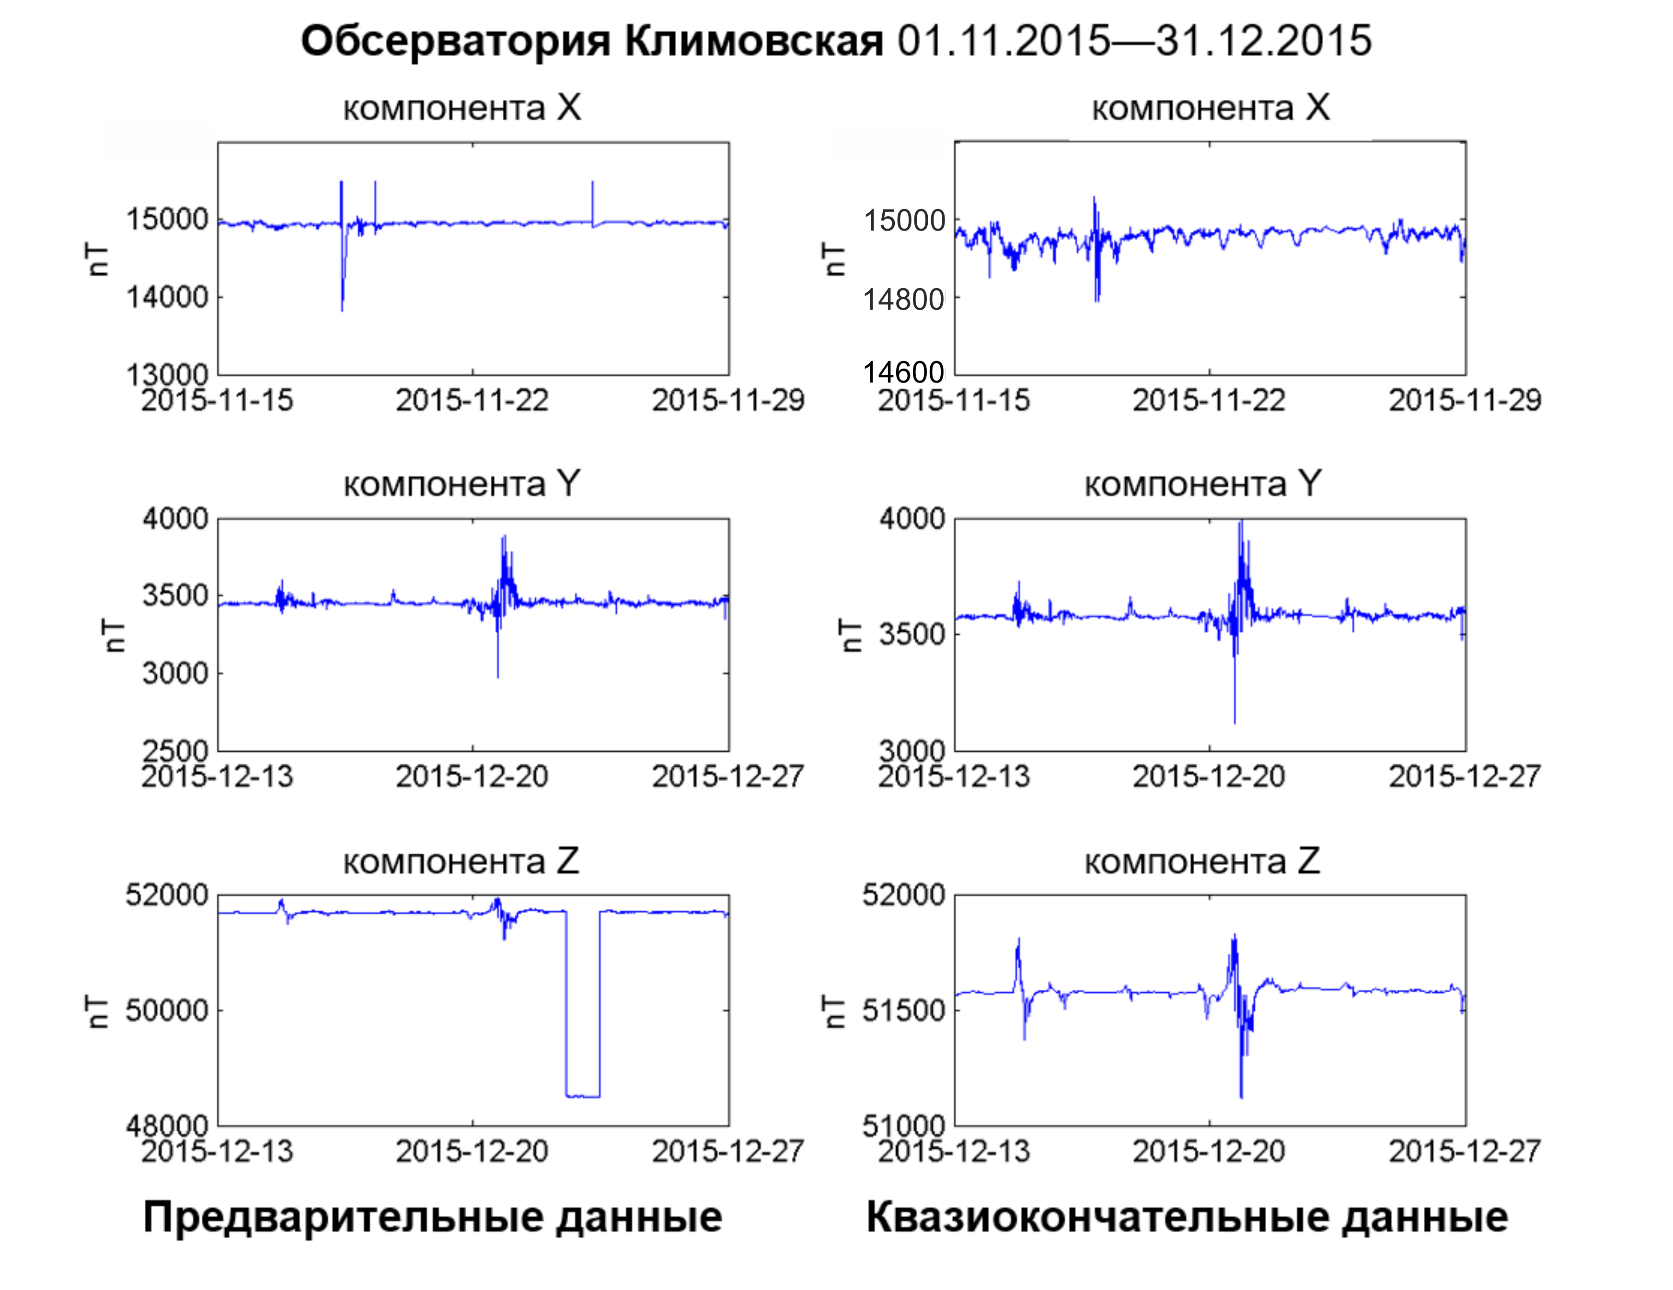 Обсерватория Климовская 01.11.2015—31.12.2015
компонента X
15000
14000
13000
nT
2015-11-15 2015-11-22 2015-11-29
компонента X
15000
14800
14600
nT
2015-11-15 2015-11-22 2015-11-29
компонента Y
4000
3500
3000
2500
nT
2015-12-13 2015-12-20 2015-12-27
компонента Y
4000
3500
3000
nT
2015-12-13 2015-12-20 2015-12-27
компонента Z
52000
50000
48000
nT
2015-12-13 2015-12-20 2015-12-27
компонента Z
52000
51500
51000
nT
2015-12-13 2015-12-20 2015-12-27
Предварительные данные
Квазиокончательные данные